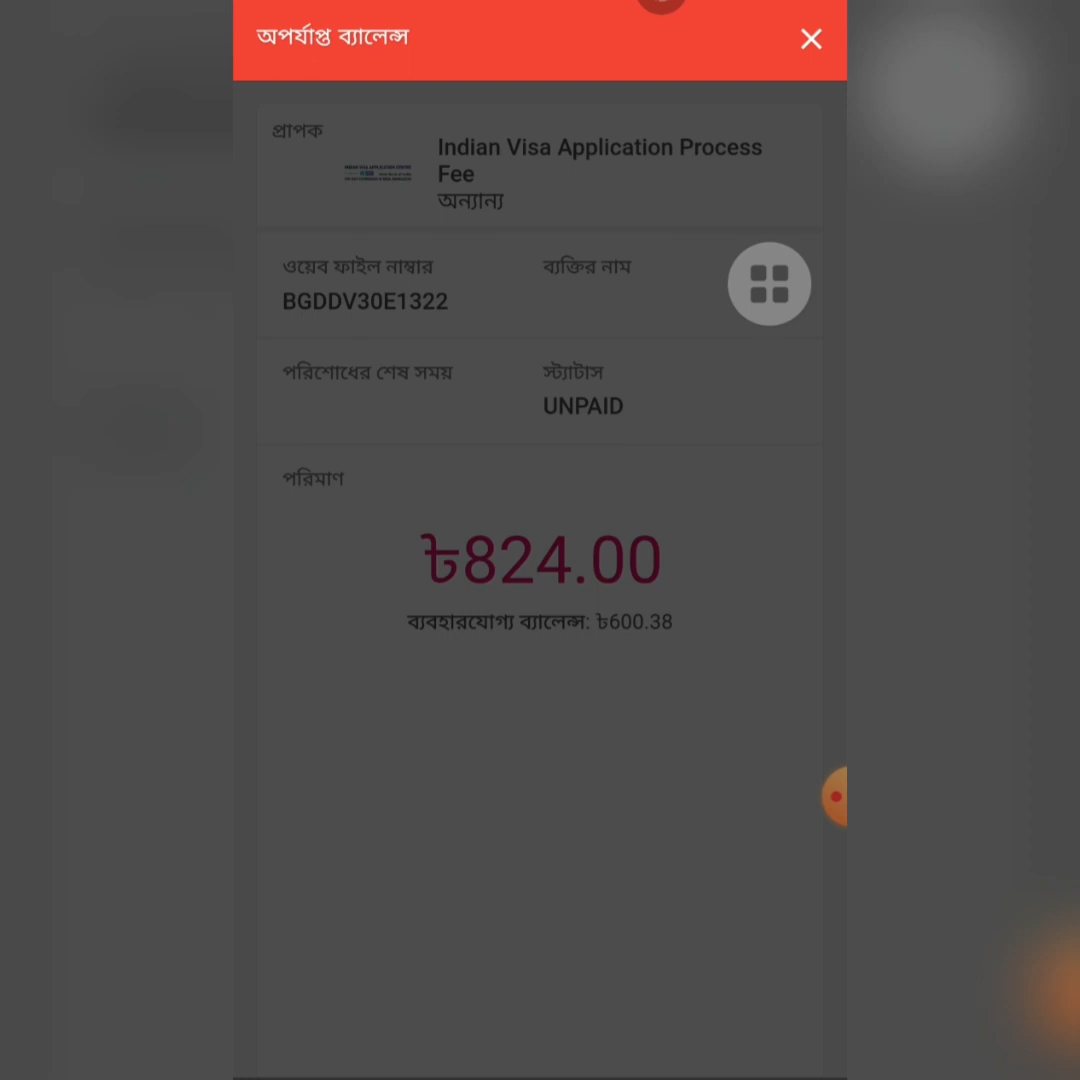 অপর্যাপ্ত ব্যালেন্স
প্রাপক
Indian Visa Application Process
Fee
অন্যান্য
ওয়েব ফাইল নাম্বার
ব্যক্তির নাম
BGDDV30E1322
পরিশোধের শেষ সময়
স্ট্যাটাস
UNPAID
পরিমাণ
৳824.00
ব্যবহারযোগ্য ব্যালেন্স: ৳600.38